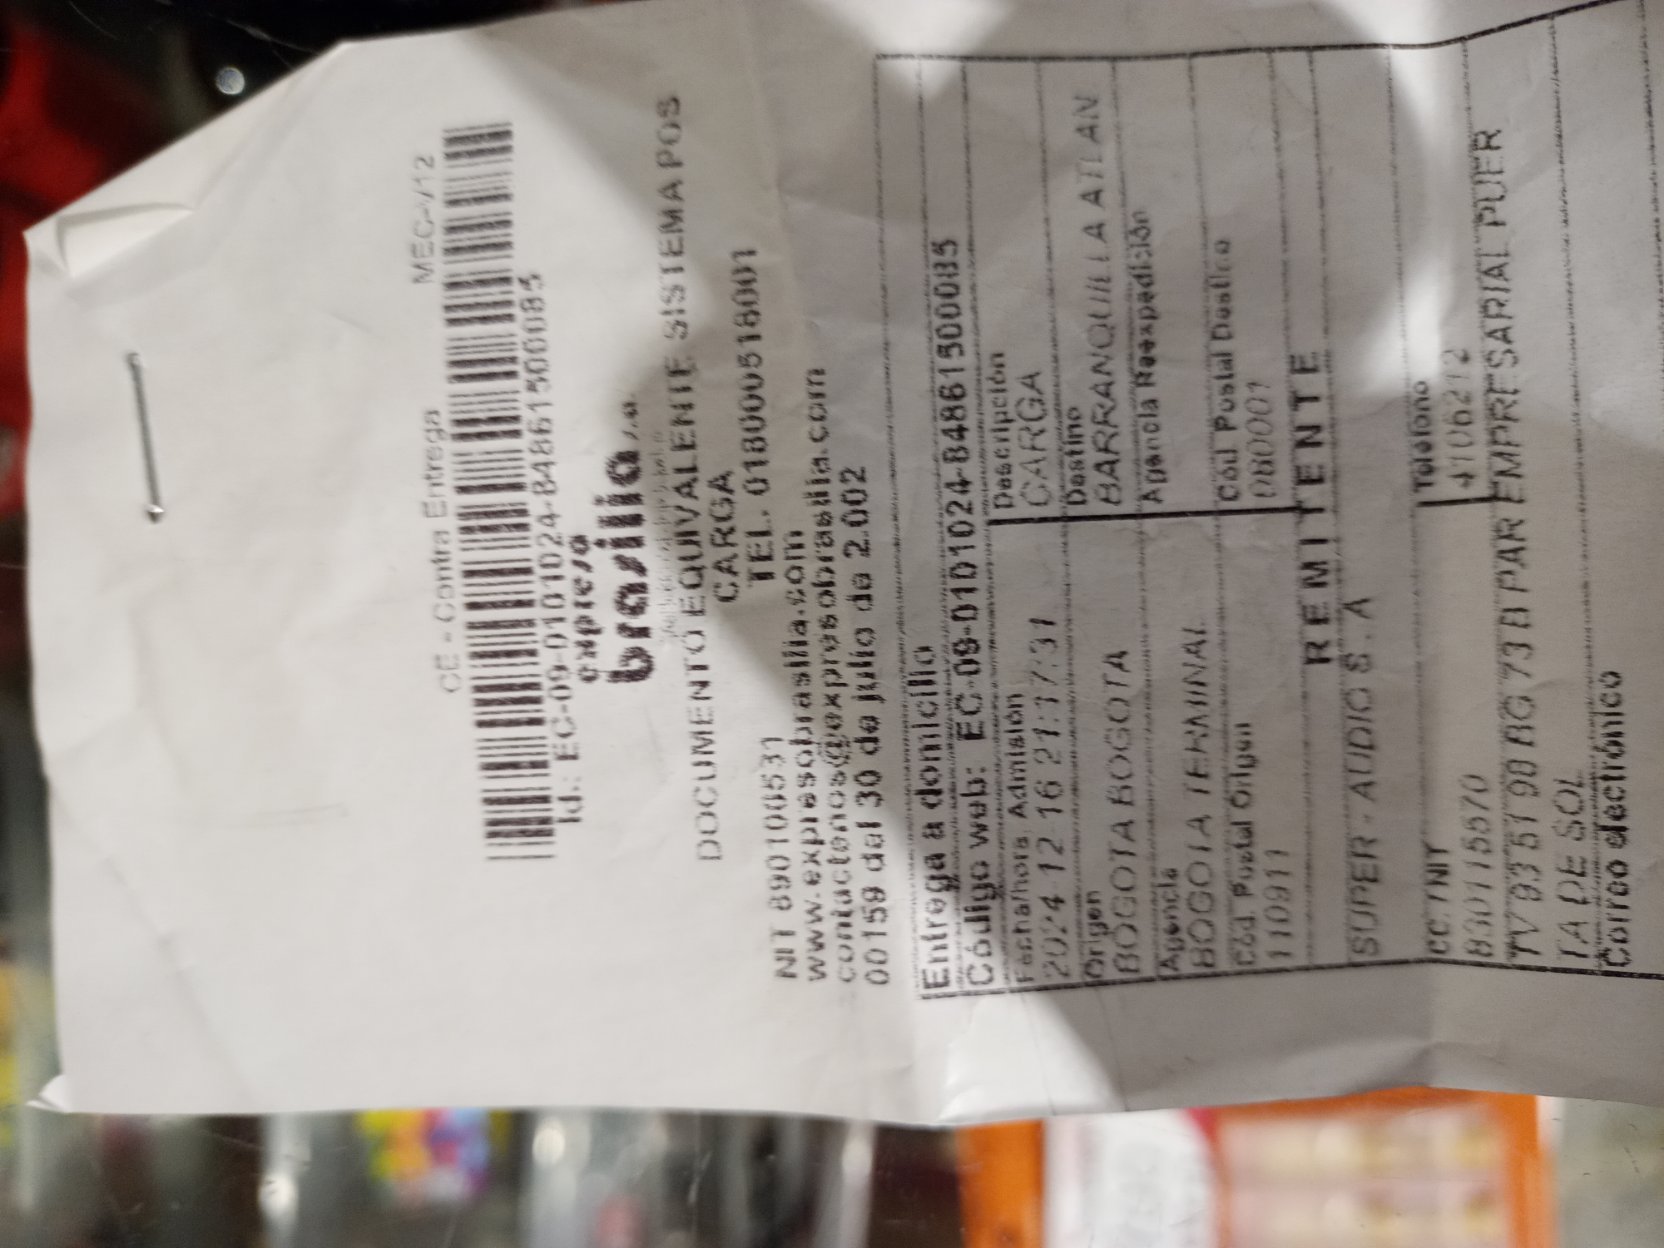 CE - Contra Entrega MEC-V12
Id.: EC-09-0101024-84861500085
expreso
brasilia s.a.
DOCUMENTO EQUIVALENTE SISTEMA POS
CARGA
NIT 890100531 TEL. 018000518001
www.expresobrasilia.com
contactenos@expresobrasilia.com
00159 del 30 de julio de 2.002
Entrega a domicilio
Código web: EC-09-0101024-84861500085
Fecha/hora Admisión Descripción
2024-12-16 21:17:31 CARGA
Origen Destino
BOGOTA BOGOTA BARRANQUILLA ATLAN
Agencia Agencia Reexpedición
BOGOTA TERMINAL
Cód Postal Origen Cód Postal Destino
110911 080001
REMITENTE
SUPER - AUDIO S . A
CC. / NIT Teléfono
830115570 4106212
TV 93 51 98 BG 73 B PAR EMPRESARIAL PUER
TA DE SOL
Correo electrónico